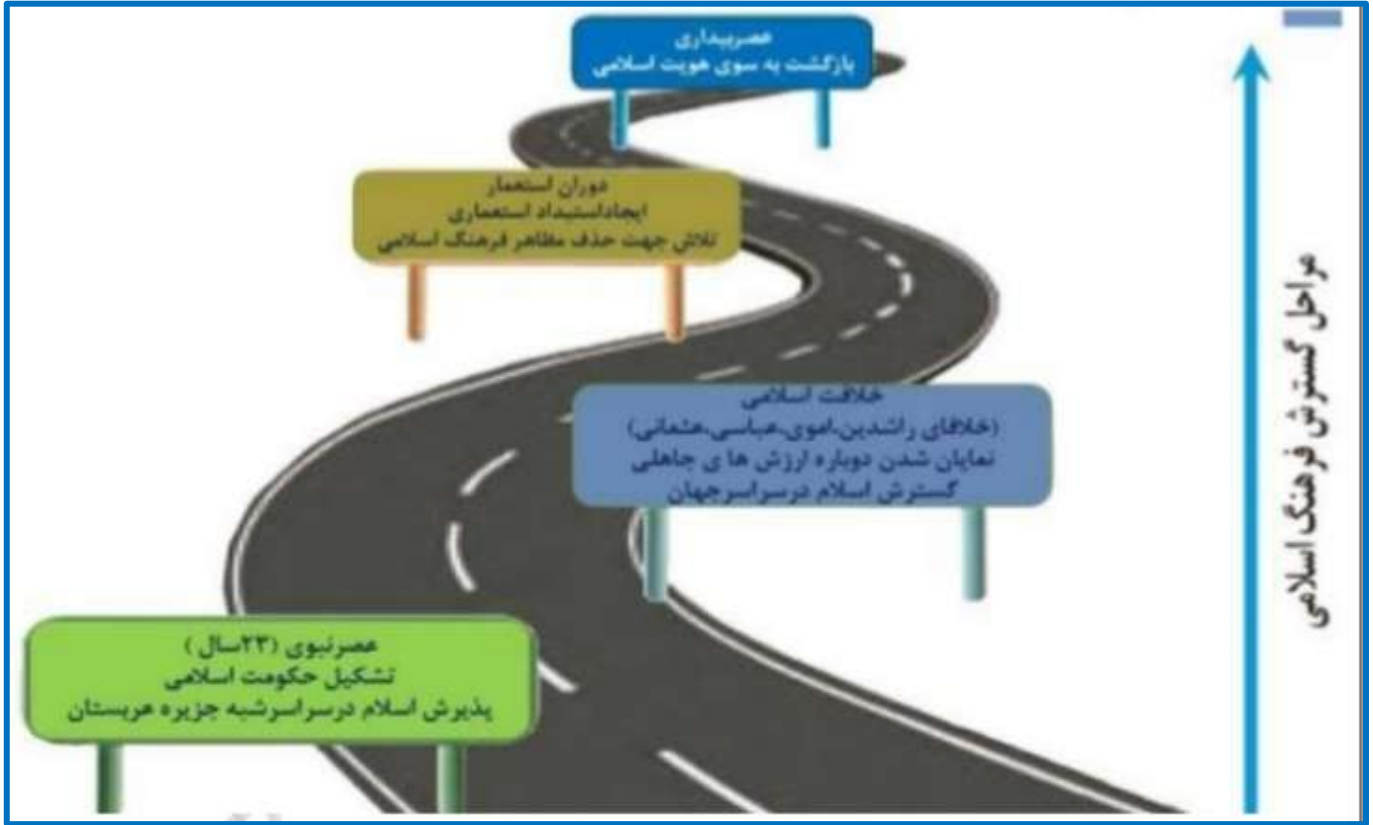 عصربیداری
بازگشت به سوی هویت اسلامی
دوران استعمار
ایجاداستبداد استعماری
تلاش جهت حذف مظاهر فرهنگ اسلامی
خلافت اسلامی
(خلافای راشدین،اموی،عباسی،عثمانی)
نمایان شدن دوباره ارزش ها ی جاهلی
گسترش اسلام درسراسرجهان
عصرنبوی (۲۳سال )
تشکیل حکومت اسلامی
پذیرش اسلام درسراسرشبه جزیره عربستان
مراحل گسترش فرهنگ اسلامی